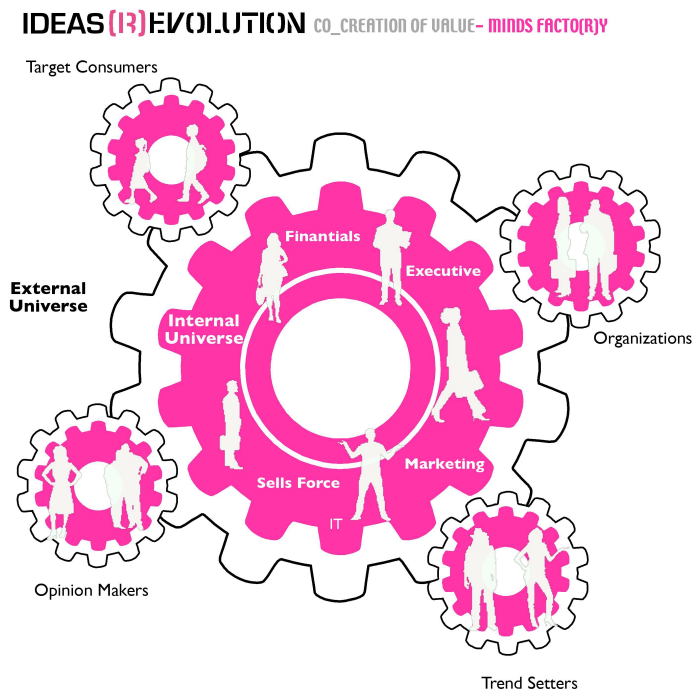 IDEAS(R)EVOLUTION CO_CREATION OF VALUE- MINDS FACTO(R)Y
Target Consumers
Finantials
Executive
External
Universe
Internal
Universe
Organizations
Marketing
Sells Force
IT
Opinion Makers
Trend Setters